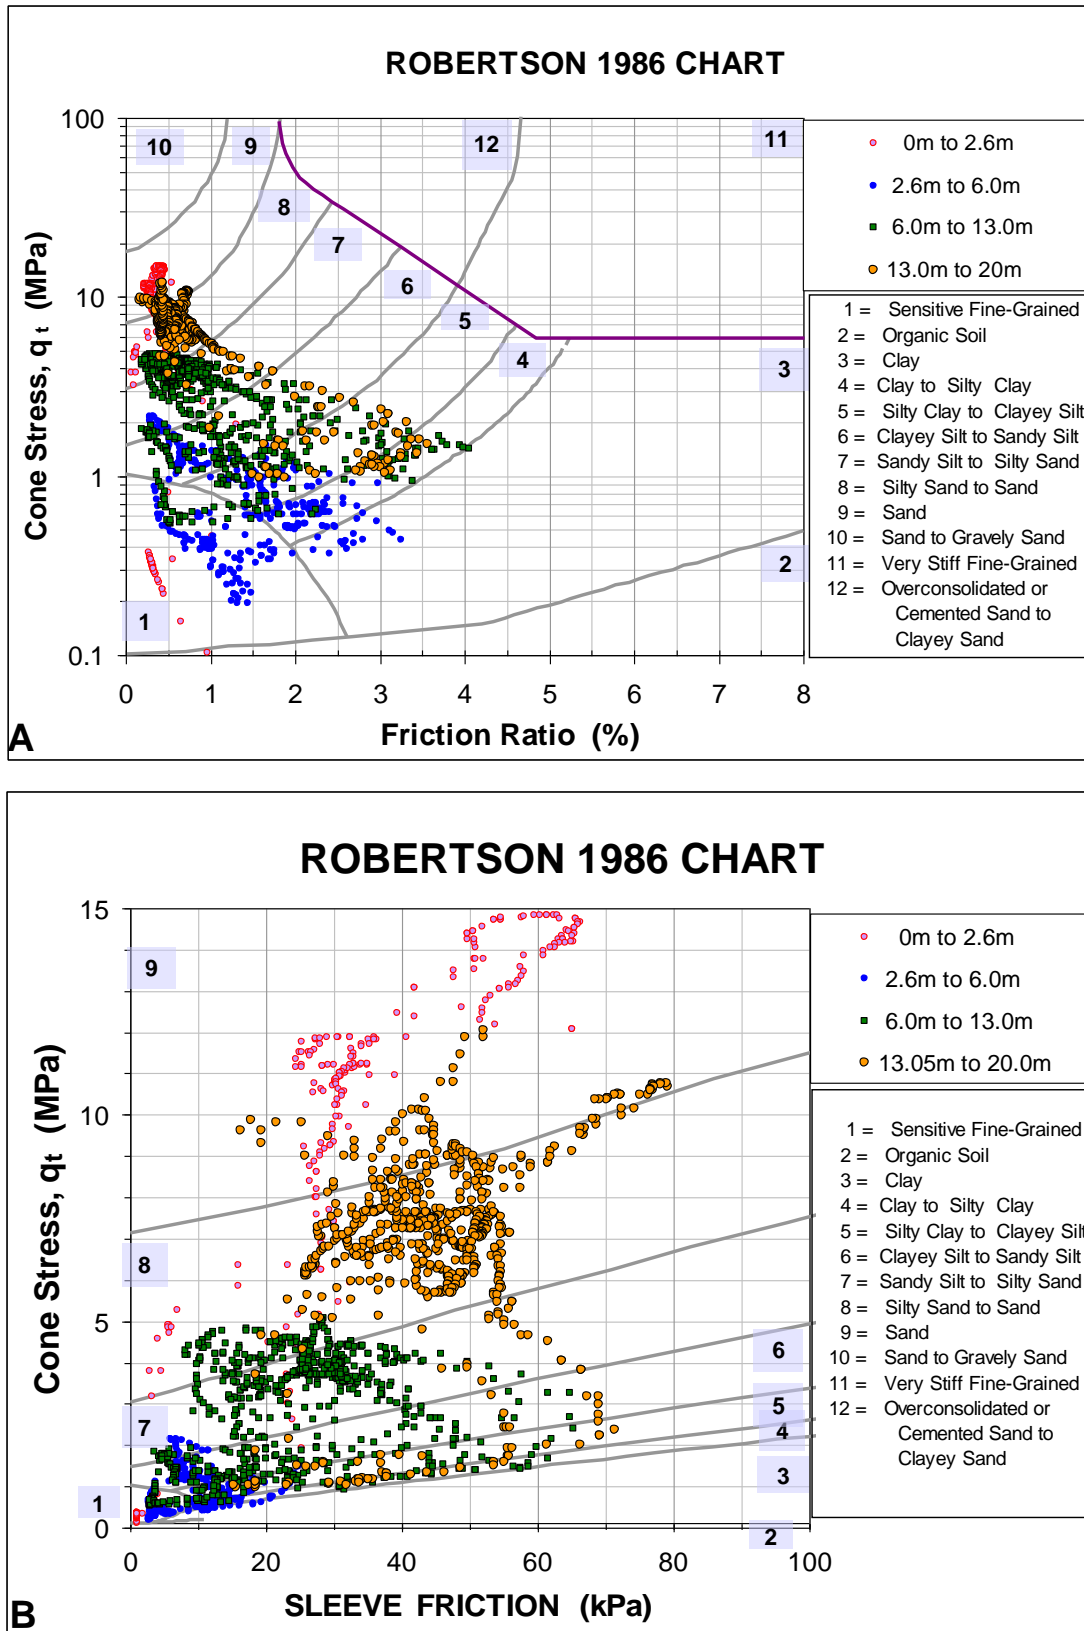 ROBERTSON 1986 CHART
100
10
1
0.1
Cone Stress, q t (MPa)
0
1
2
3
4
5
6
7
8
Friction Ratio (%)
A
10
9
12
11
8
7
6
5
4
3
2
1
0m to 2.6m
2.6m to 6.0m
6.0m to 13.0m
13.0m to 20m
1 = Sensitive Fine-Grained
2 = Organic Soil
3 = Clay
4 = Clay to Silty Clay
5 = Silty Clay to Clayey Silt
6 = Clayey Silt to Sandy Silt
7 = Sandy Silt to Silty Sand
8 = Silty Sand to Sand
9 = Sand
10 = Sand to Gravely Sand
11 = Very Stiff Fine-Grained
12 = Overconsolidated or
Cemented Sand to
Clayey Sand
ROBERTSON 1986 CHART
15
10
5
0
Cone Stress, qt (MPa)
0
20
40
60
80
100
SLEEVE FRICTION (kPa)
B
9
8
7
1
6
5
4
3
2
0m to 2.6m
2.6m to 6.0m
6.0m to 13.0m
13.05m to 20.0m
1 = Sensitive Fine-Grained
2 = Organic Soil
3 = Clay
4 = Clay to Silty Clay
5 = Silty Clay to Clayey Silt
6 = Clayey Silt to Sandy Silt
7 = Sandy Silt to Silty Sand
8 = Silty Sand to Sand
9 = Sand
10 = Sand to Gravely Sand
11 = Very Stiff Fine-Grained
12 = Overconsolidated or
Cemented Sand to
Clayey Sand